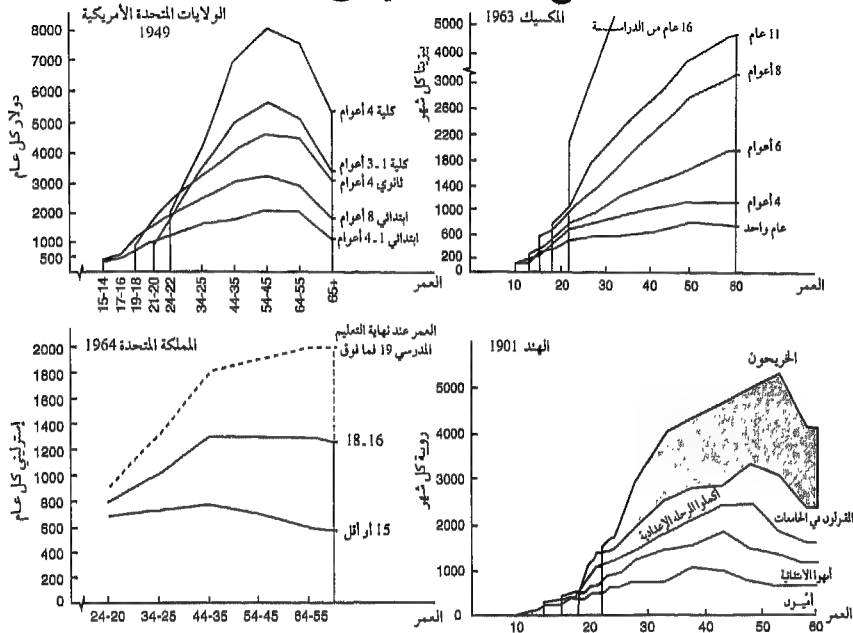 الولايات المتحدة الأمريكية
1949
دولار كل عام
8000
7000
6000
5000
4000
3000
2000
1000
500
0
كلية 4 أعوام
كلية 1 ـ 3 أعوام
ثانوي 4 أعوام
ابتدائي 8 أعوام
ابتدائي 1 ـ 4 أعوام
15-14
17-16
19-18
21-20
24-22
34-25
44-35
54-45
64-55
65+
العمر
المكسيك 1963
بيزيتا كل شهر
5000
4000
3000
2600
2200
1800
1400
1000
600
200
0
16 عام من الدراسة
11 عام
8 أعوام
6 أعوام
4 أعوام
عام واحد
10 20 30 40 50 60
العمر
المملكة المتحدة 1964
إسترليني كل عام
2000
1800
1600
1400
1200
1000
800
600
400
200
0
العمر عند نهاية التعليم
المدرسي 19 فما فوق
18ـ16
15 أو أقل
24-20 34-25 44-35 54-45 64-55
العمر
الهند 1901
روبية كل شهر
5000
4000
3000
2000
1000
0
الخريجون
المقبولون في الجامعات
أكملوا المرحلة الإعدادية
أنهوا الابتدائية
10 20 30 40 50 60
العمر